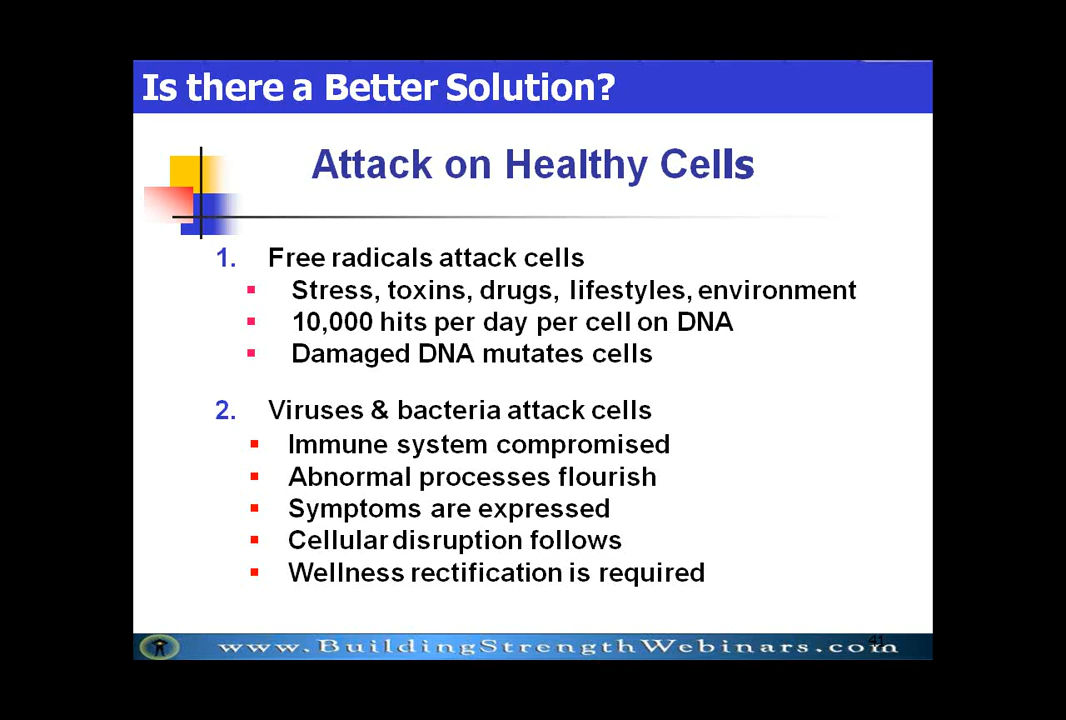 Is there a Better Solution?
Attack on Healthy Cells
1. Free radicals attack cells
▪ Stress, toxins, drugs, lifestyles, environment
▪ 10,000 hits per day per cell on DNA
▪ Damaged DNA mutates cells
2. Viruses & bacteria attack cells
▪ Immune system compromised
▪ Abnormal processes flourish
▪ Symptoms are expressed
▪ Cellular disruption follows
▪ Wellness rectification is required
41
www.BuildingStrengthWebinars.com